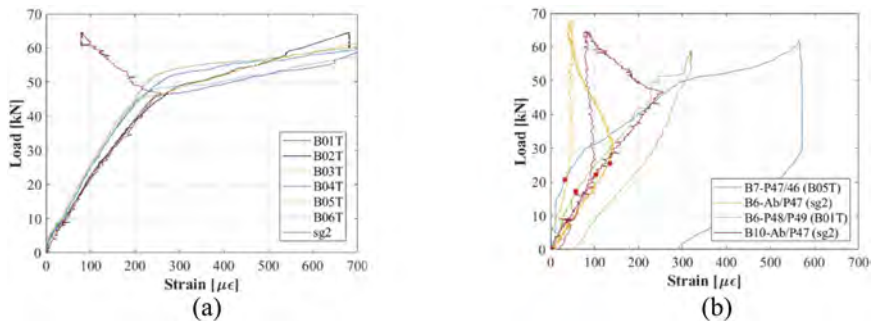 70
60
50
40
30
20
10
0
Load [kN]
0 100 200 300 400 500 600 700
Strain [με]
B01T
B02T
B03T
B04T
B05T
B06T
sg2
(a)
70
60
50
40
30
20
10
0
Load [kN]
0 100 200 300 400 500 600 700
Strain [με]
B7-P47/46 (B05T)
B6-Ab/P47 (sg2)
B6-P48/P49 (B01T)
B10-Ab/P47 (sg2)
(b)